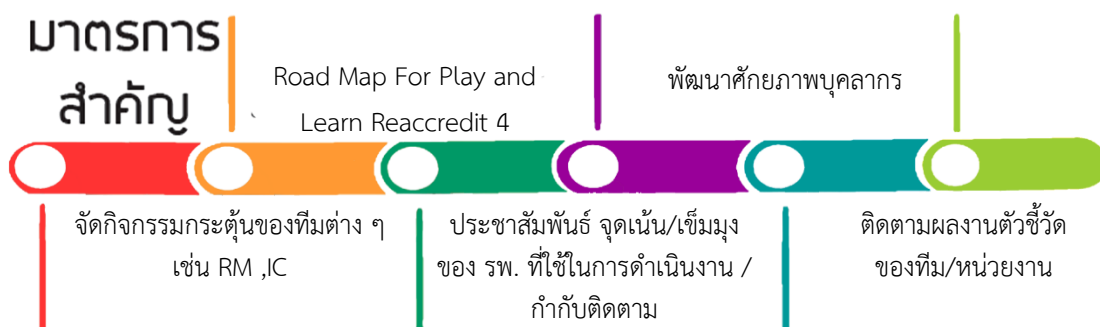 มาตรการ
สำคัญ
Road Map For Play and
Learn Reaccredit 4
พัฒนาศักยภาพบุคลากร
จัดกิจกรรมกระตุ้นของทีมต่าง ๆ
เช่น RM ,IC
ประชาสัมพันธ์ จุดเน้น/เข็มมุง
ของ รพ. ที่ใช้ในการดำเนินงาน /
กำกับติดตาม
ติดตามผลงานตัวชี้วัด
ของทีม/หน่วยงาน